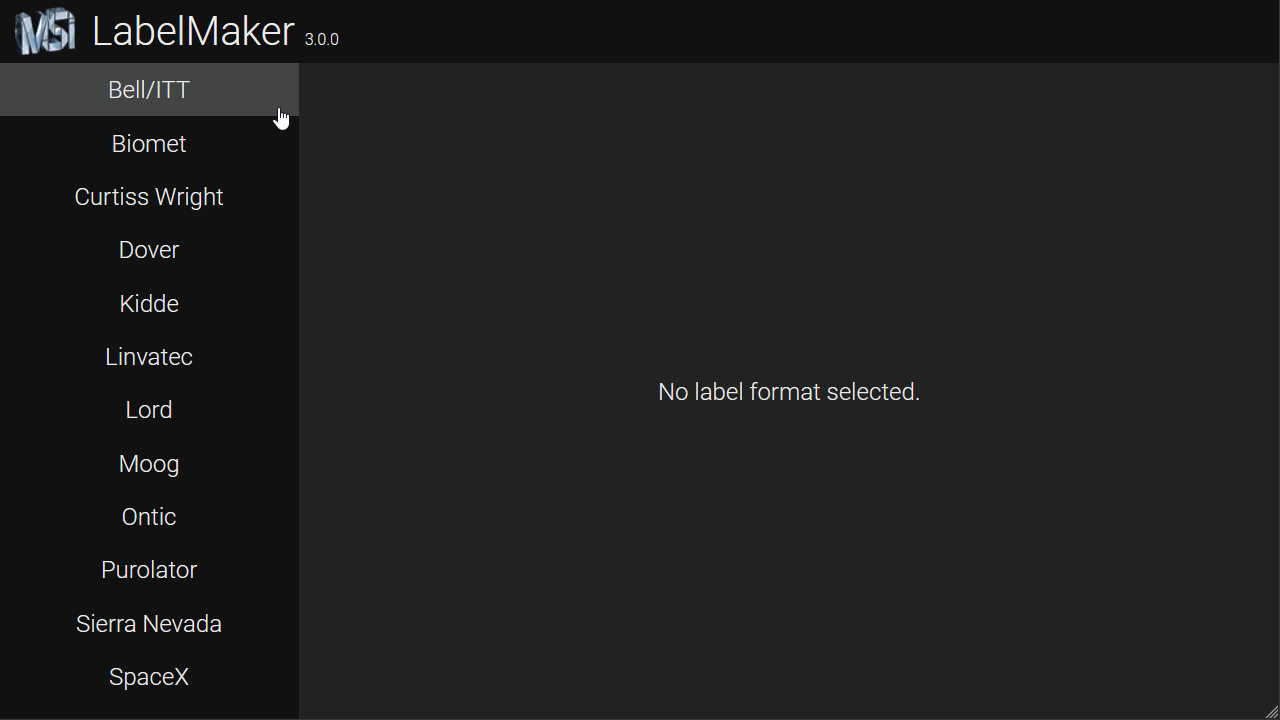 MSI LabelMaker 3.0.0
Bell/ITT
Biomet
Curtiss Wright
Dover
Kidde
Linvatec
Lord
Moog
Ontic
Purolator
Sierra Nevada
SpaceX
No label format selected.